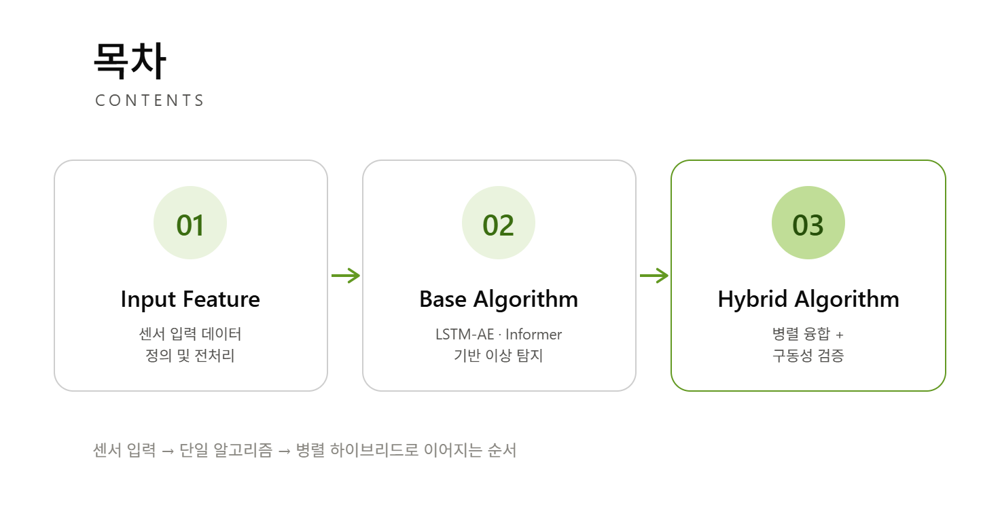 목차
CONTENTS
01
Input Feature
센서 입력 데이터
정의 및 전처리
02
Base Algorithm
LSTM-AE · Informer
기반 이상 탐지
03
Hybrid Algorithm
병렬 융합 +
구동성 검증
센서 입력 → 단일 알고리즘 → 병렬 하이브리드로 이어지는 순서